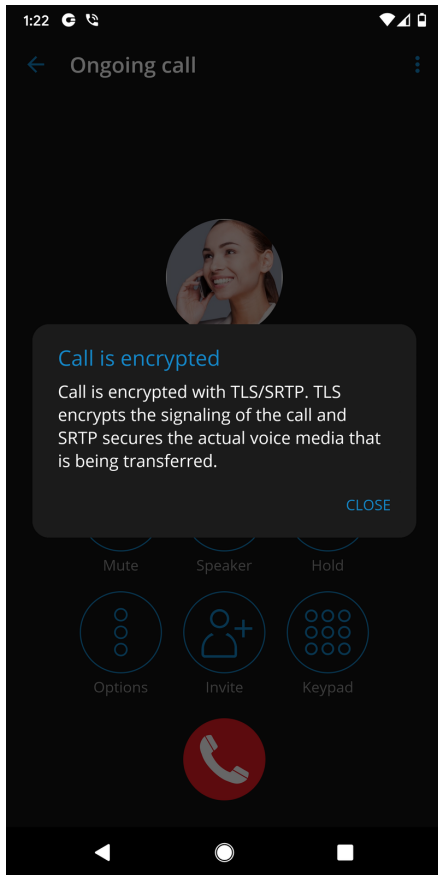 1:22
Ongoing call
Call is encrypted
Call is encrypted with TLS/SRTP. TLS
encrypts the signaling of the call and
SRTP secures the actual voice media that
is being transferred.
CLOSE
Mute Speaker Hold
Options Invite Keypad